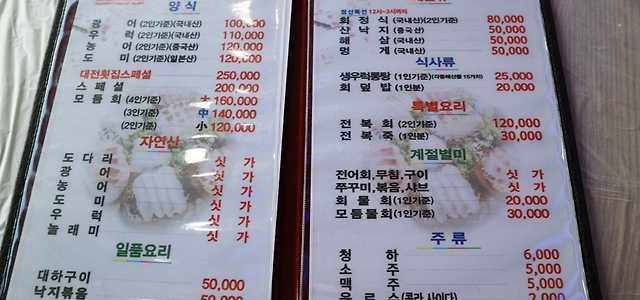 양식
광 어 (2인기준)(국내산) 100,000
우 럭 (2인기준)(국내산) 110,000
농 어 (2인기준)(중국산) 120,000
도 미 (2인기준)(일본산) 120,000
대전횟집스페셜 250,000
스 페 셜 200,000
모 듬 회 (4인기준) 大 160,000
(3인기준) 中 140,000
(2인기준) 小 120,000
자연산
도 다 리 싯 가
광 어 싯 가
농 어 싯 가
도 미 싯 가
우 럭 싯 가
놀 래 미 싯 가
일품요리
대하구이 50,000
낙지볶음 50,000
점심특선 12시~3시까지
회 정 식 (국내산)(2인기준) 80,000
산 낙 지 (중국산) 50,000
해 삼 (국내산) 50,000
멍 게 (국내산) 50,000
식사류
생우럭통탕 (1인기준) 25,000
회 덮 밥 (1인분) 20,000
특별요리
전 복 회 (2인기준) 120,000
전 복 죽 (1인분) 30,000
계절별미
전어회,무침,구이 싯 가
쭈꾸미,볶음,샤브 싯 가
회 물 회 (1인기준) 20,000
모 듬 물 회 (1인기준) 30,000
주 류
청 하 6,000
소 주 5,000
맥 주 5,000
음 료 수 (콜라 사이다) 2,000